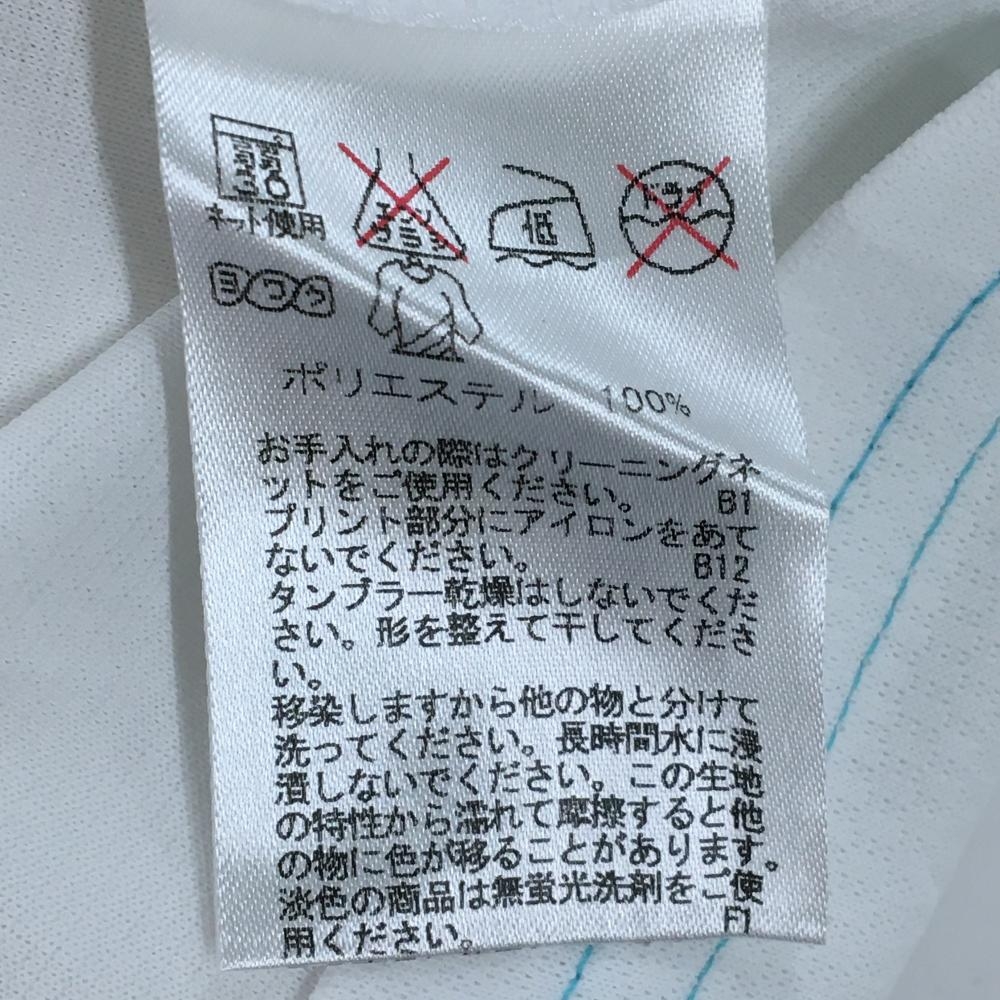 ネット使用
低
ヨワク
ポリエステル 100%
お手入れの際はクリーニングネ
ットをご使用ください。 B1
プリント部分にアイロンをあて
ないでください。 B12
タンブラー乾燥はしないでくだ
さい。形を整えて干してくださ
い。
移染しますから他の物と分けて
洗ってください。長時間水に浸
漬しないでください。この生地
の特性から濡れて摩擦すると他
の物に色が移ることがあります。
淡色の商品は無蛍光洗剤をご使
用ください。 F1